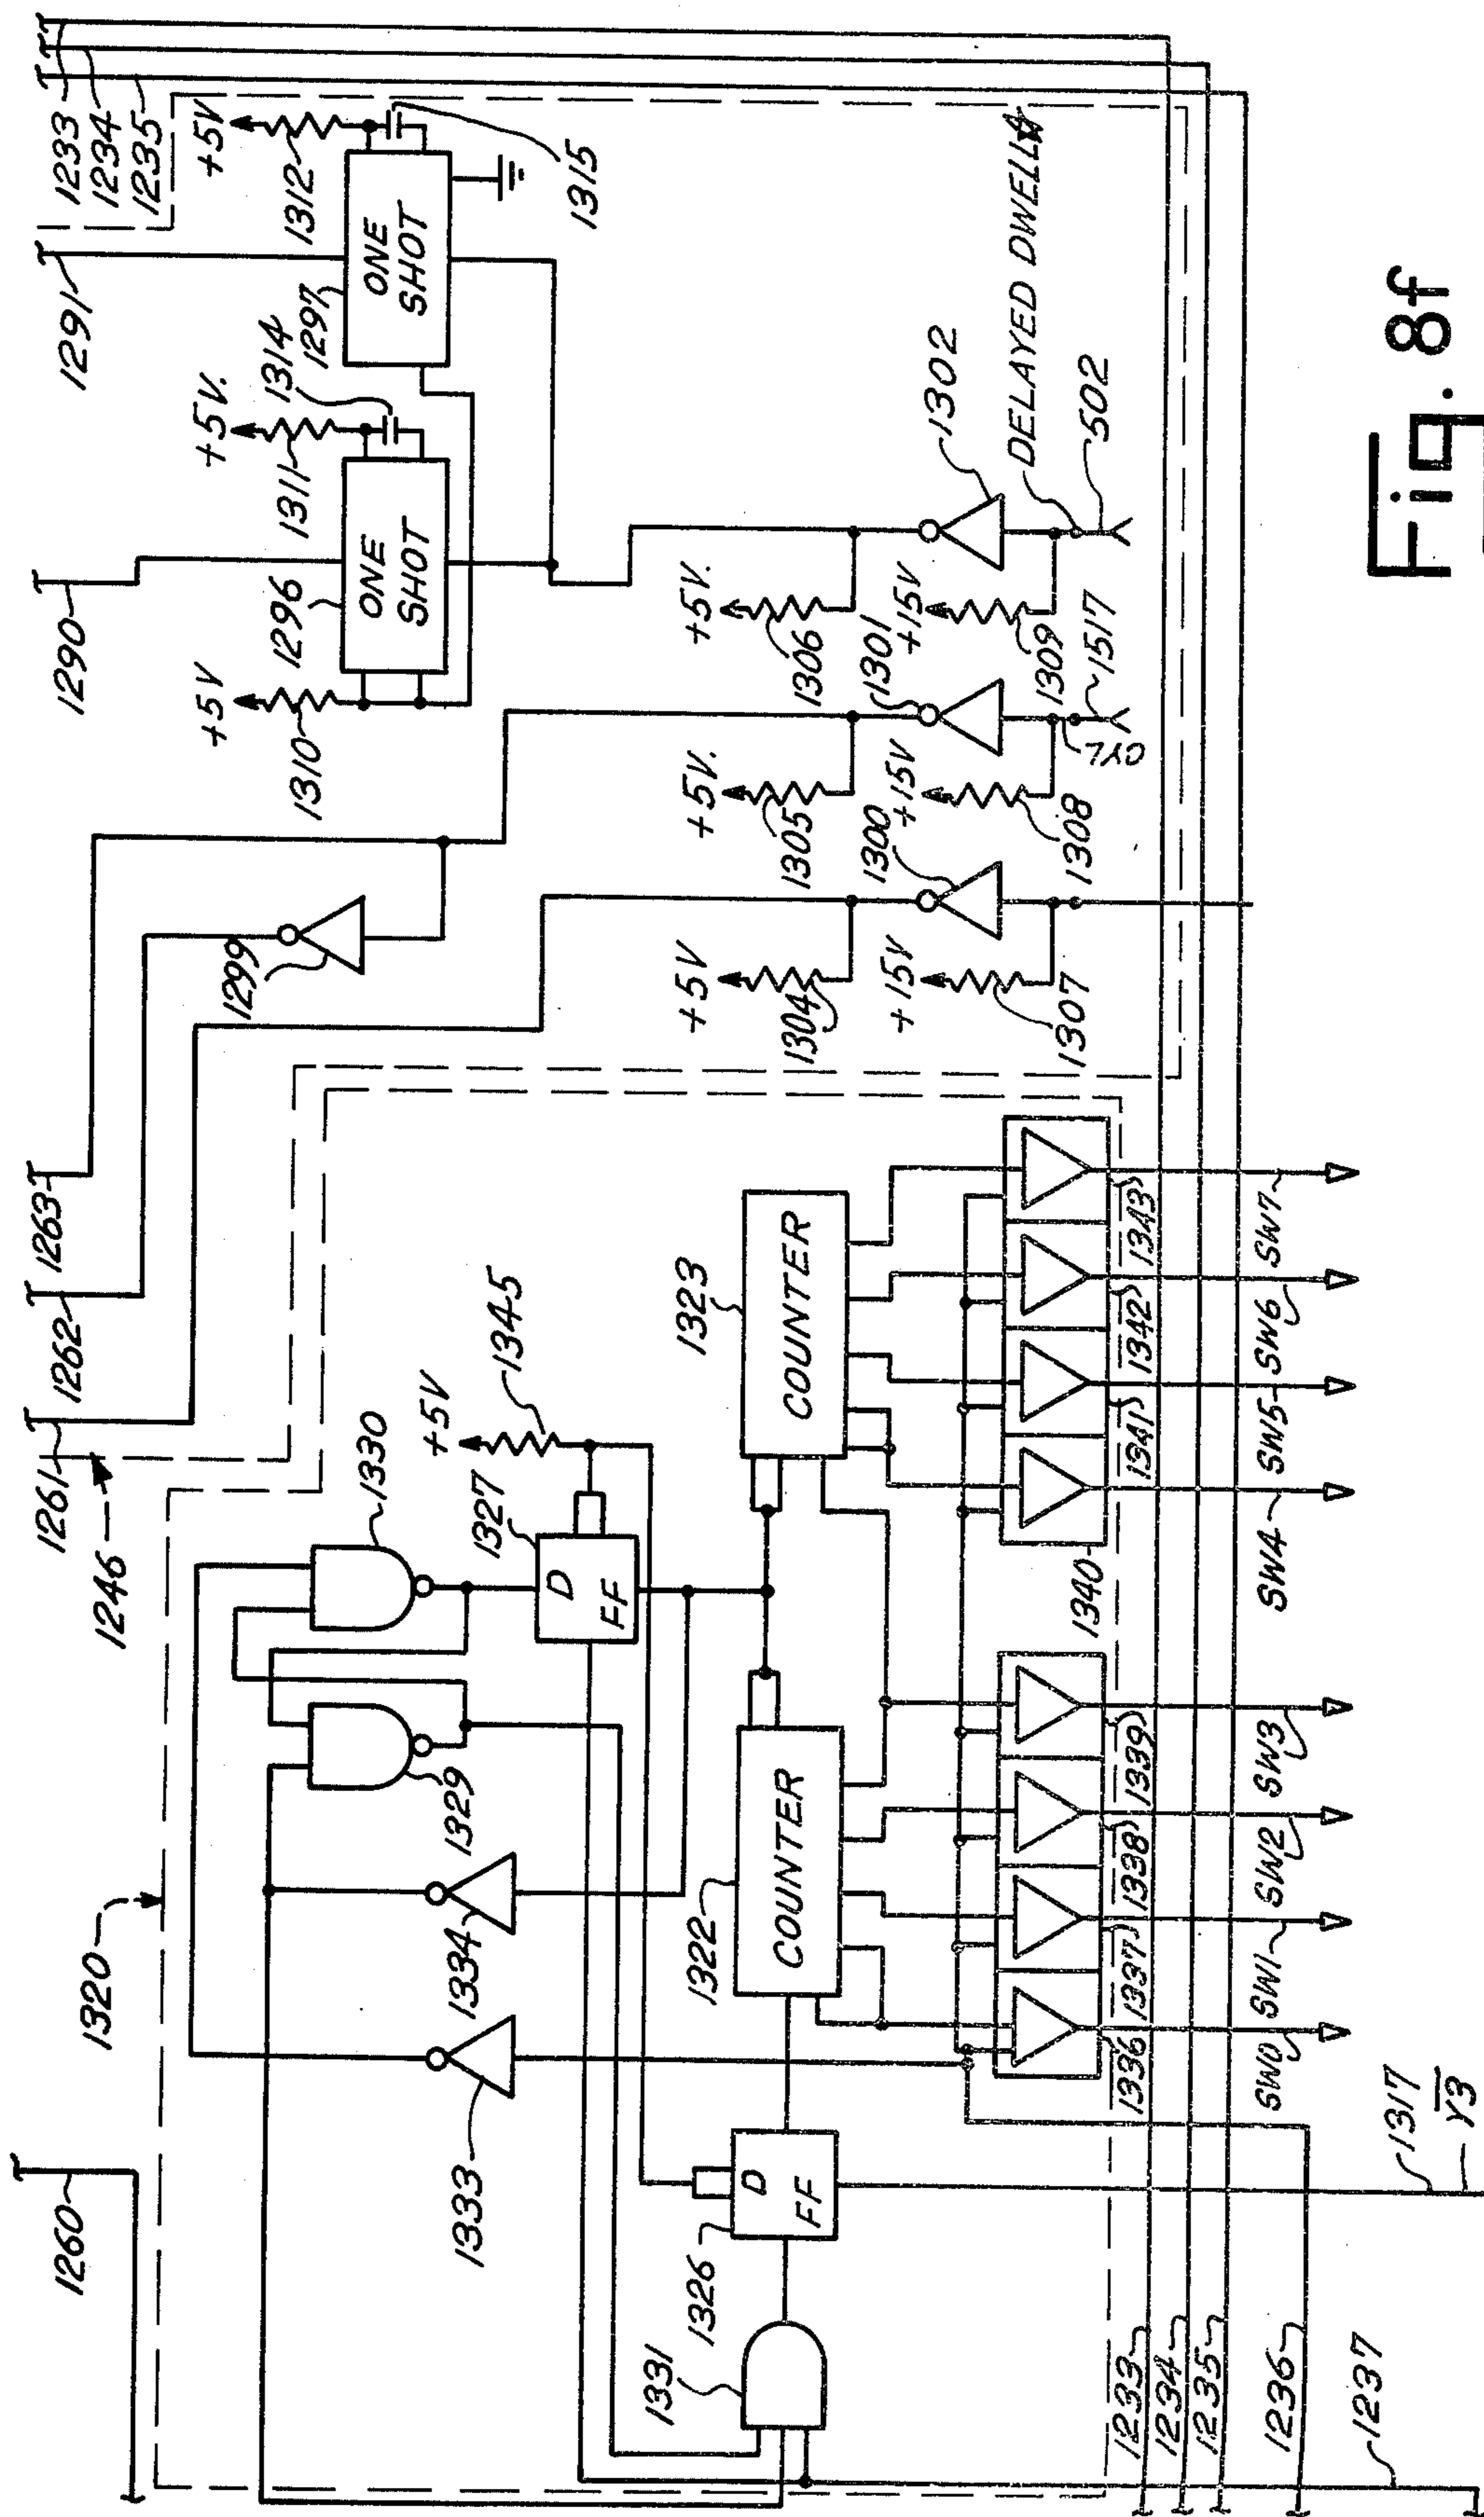 1233
1234
1235
1291
1290
1263
1262
1261
1246
1320
1260
+5V
1312
1297
ONE
SHOT
1315
1314
+5V.
1311
1296
ONE
SHOT
+5V
1310
1299
1330
+5V
1345
1327
D
FF
1329
1334
1333
+5V.
1306
1302
+15V
1309
DELAYED DWELL
502
+5V.
1305
1301
+15V
1308
CYL
1517
+5V
1304
1300
+15V
1307
1323
COUNTER
1322
COUNTER
1326
D
FF
1331
1343
1342
1341
1340
1339
1338
1337
1336
SW7
SW6
SW5
SW4
SW3
SW2
SW1
SW0
1233
1234
1235
1236
1237
1317
Y3
Fig. 8f